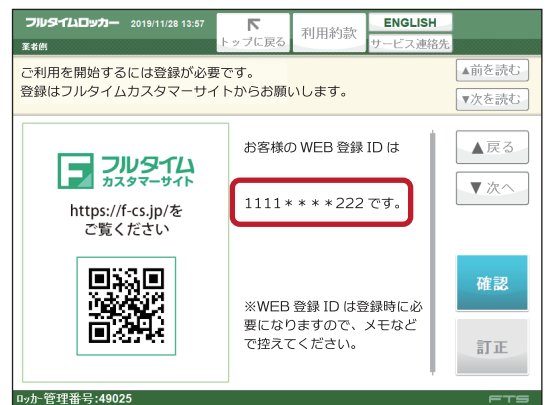 フルタイムロッカー 2019/11/28 13:57
業者側
トップに戻る
利用約款
ENGLISH
サービス連絡先
ご利用を開始するには登録が必要です。
登録はフルタイムカスタマーサイトからお願いします。
▲前を読む
▼次を読む
フルタイム
カスタマーサイト
https://f-cs.jp/を
ご覧ください
お客様の WEB 登録 ID は
1111＊＊＊＊222 です。
※WEB 登録 ID は登録時に必
要になりますので、メモなど
で控えてください。
▲戻る
▼次へ
確認
訂正
ロッカー管理番号:49025
FTS